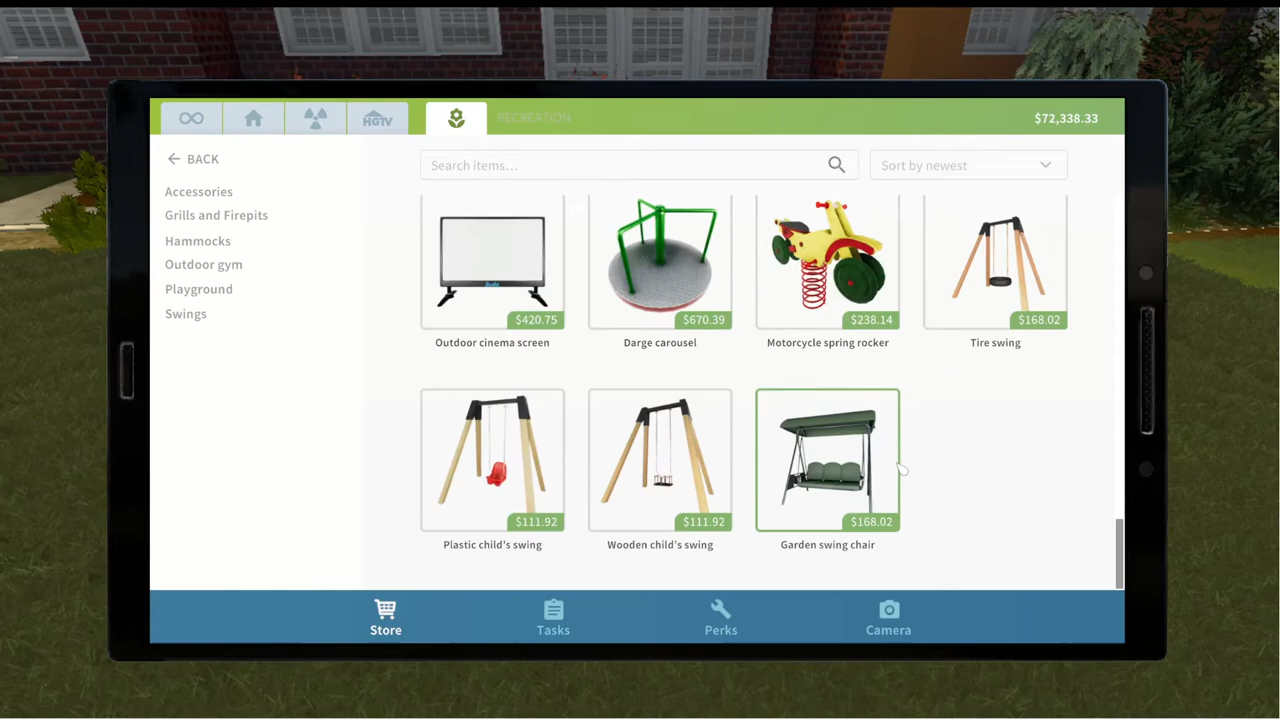 HGTV
RECREATION
$72,338.33
BACK
Search items...
Sort by newest
Accessories
Grills and Firepits
Hammocks
Outdoor gym
Playground
Swings
$420.75
$670.39
$238.14
$168.02
Outdoor cinema screen
Darge carousel
Motorcycle spring rocker
Tire swing
$111.92
$111.92
$168.02
Plastic child's swing
Wooden child's swing
Garden swing chair
Store
Tasks
Perks
Camera